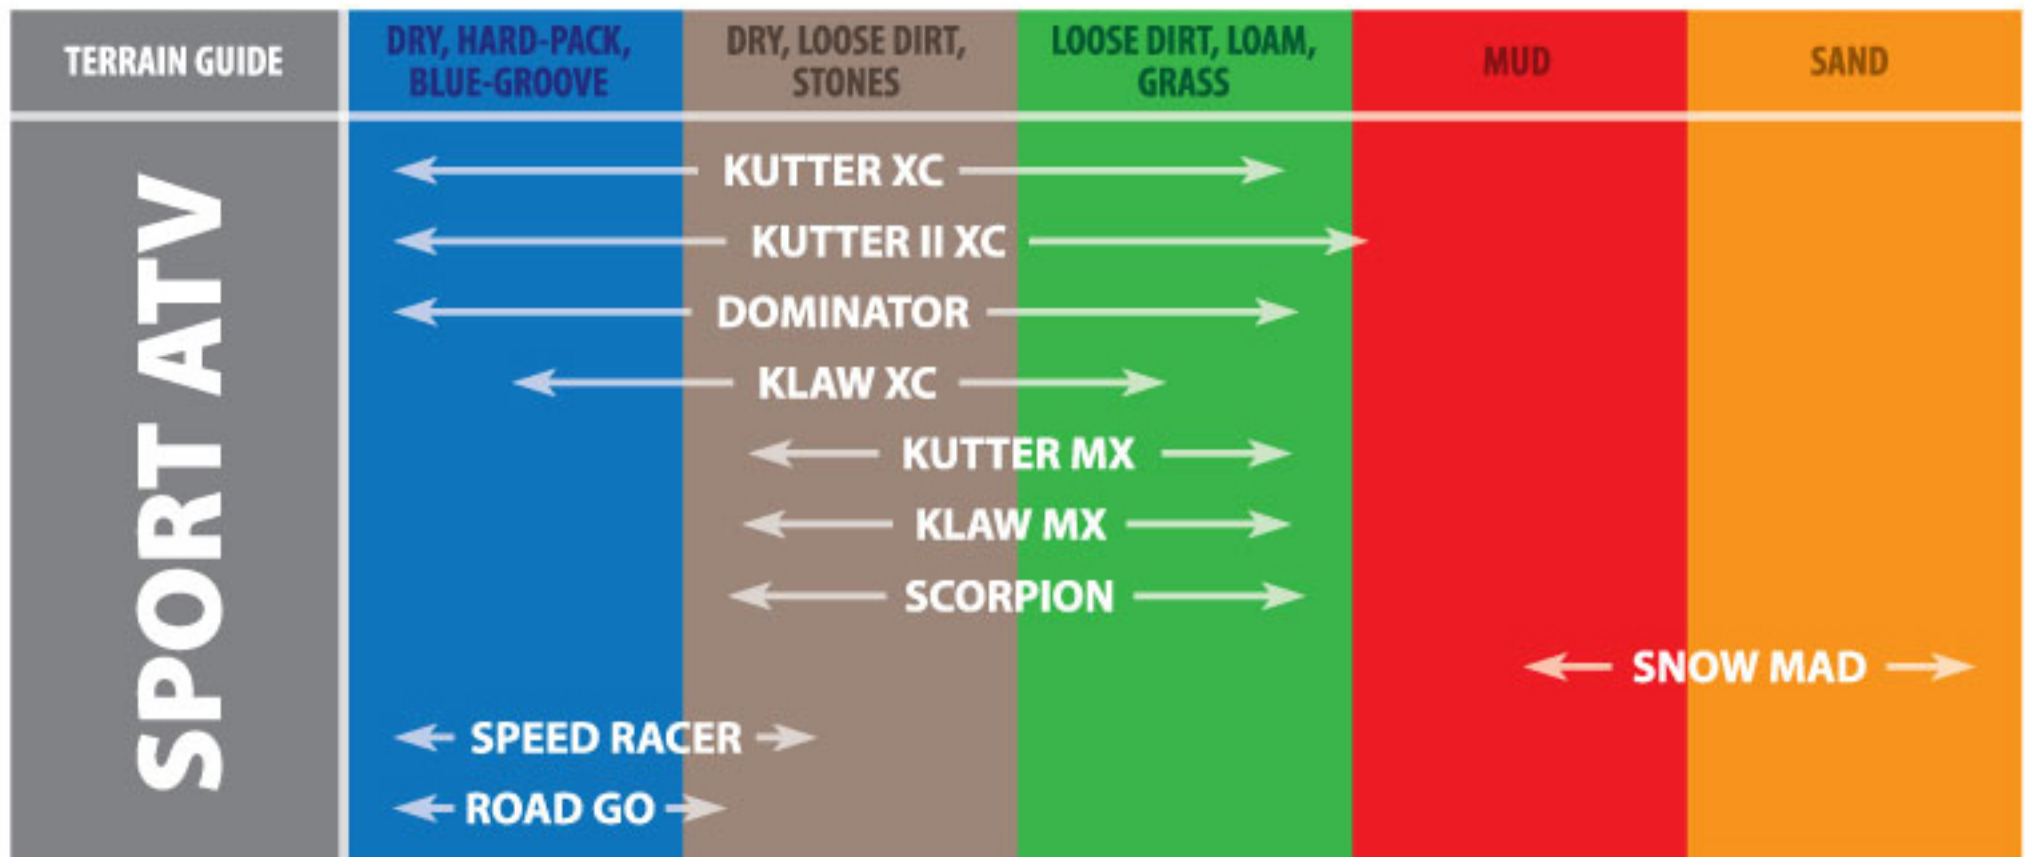 TERRAIN GUIDE
DRY, HARD-PACK,
BLUE-GROOVE
DRY, LOOSE DIRT,
STONES
LOOSE DIRT, LOAM,
GRASS
MUD
SAND
SPORT ATV
KUTTER XC
KUTTER II XC
DOMINATOR
KLAW XC
KUTTER MX
KLAW MX
SCORPION
SNOW MAD
SPEED RACER
ROAD GO